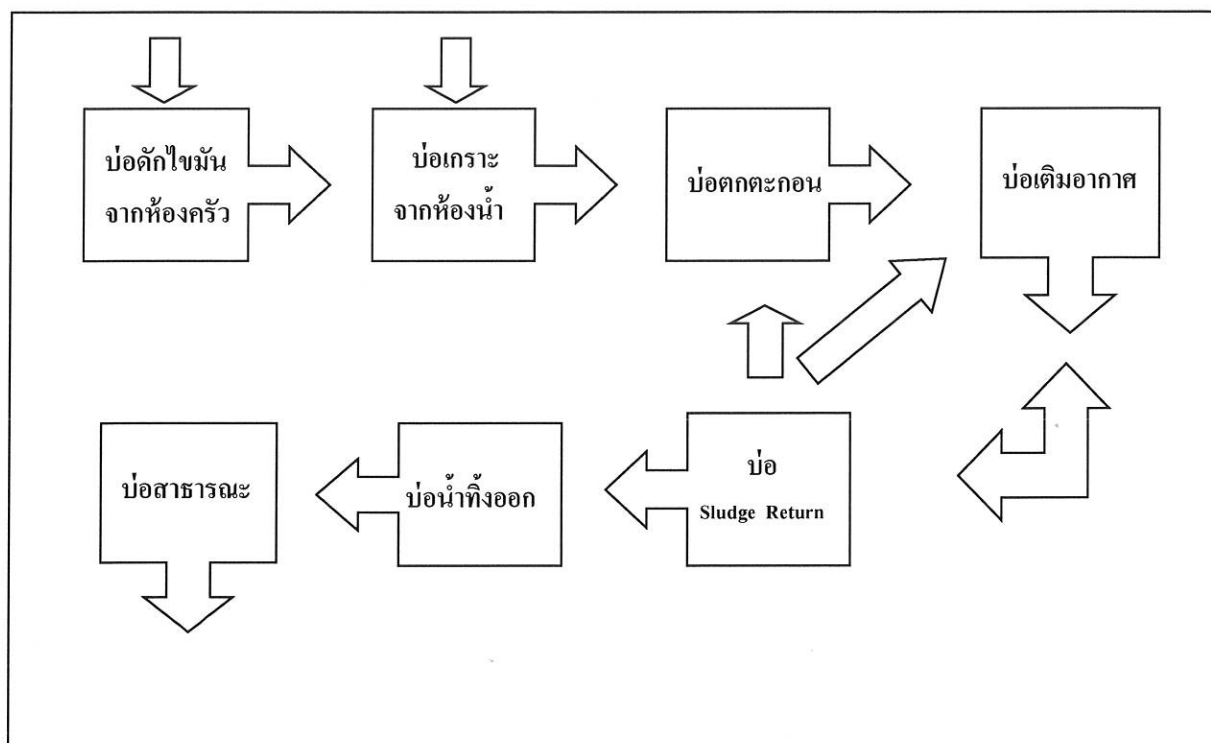 บ่อดักไขมัน
จากห้องครัว
บ่อเกราะ
จากห้องน้ำ
บ่อตกตะกอน
บ่อเติมอากาศ
บ่อสาธารณะ
บ่อน้ำทิ้งออก
บ่อ
Sludge Return